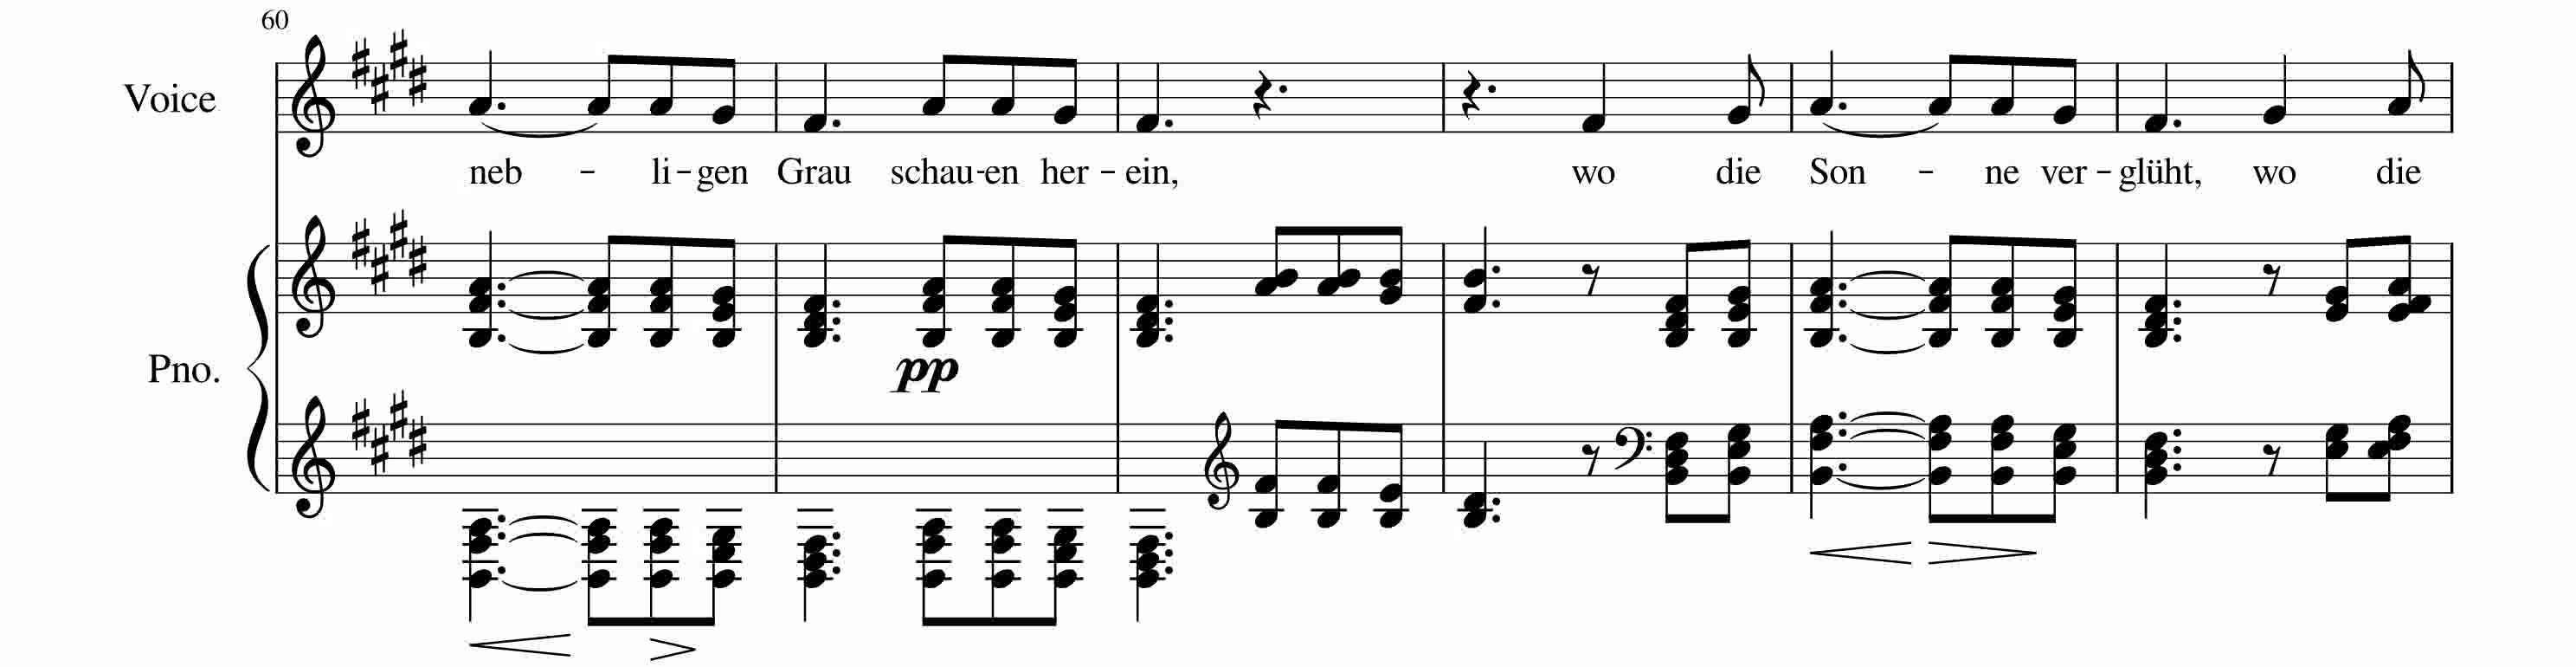 60
Voice
neb - li - gen Grau schau - en her - ein, wo die Son - ne ver - glüht, wo die
Pno.
pp